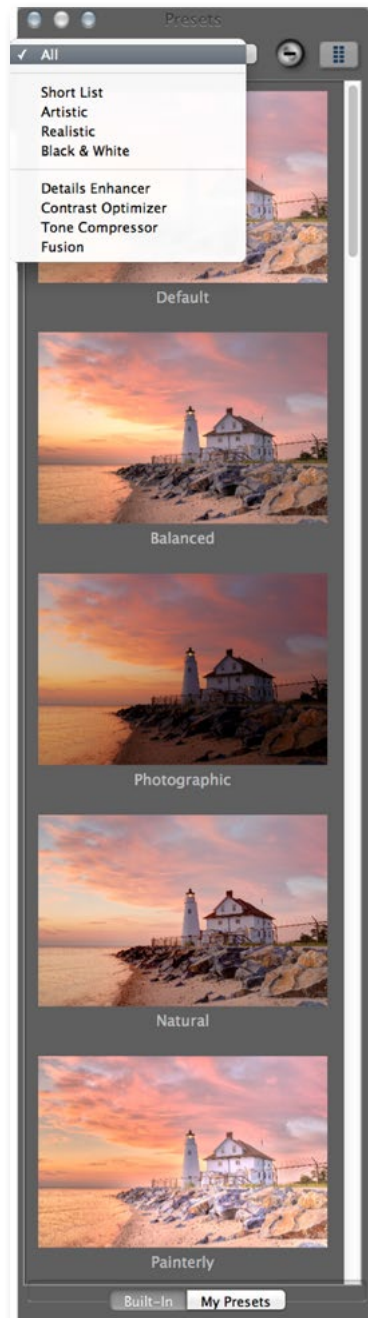 Presets
✓ All
Short List
Artistic
Realistic
Black & White
Details Enhancer
Contrast Optimizer
Tone Compressor
Fusion
Default
Balanced
Photographic
Natural
Painterly
Built-In My Presets